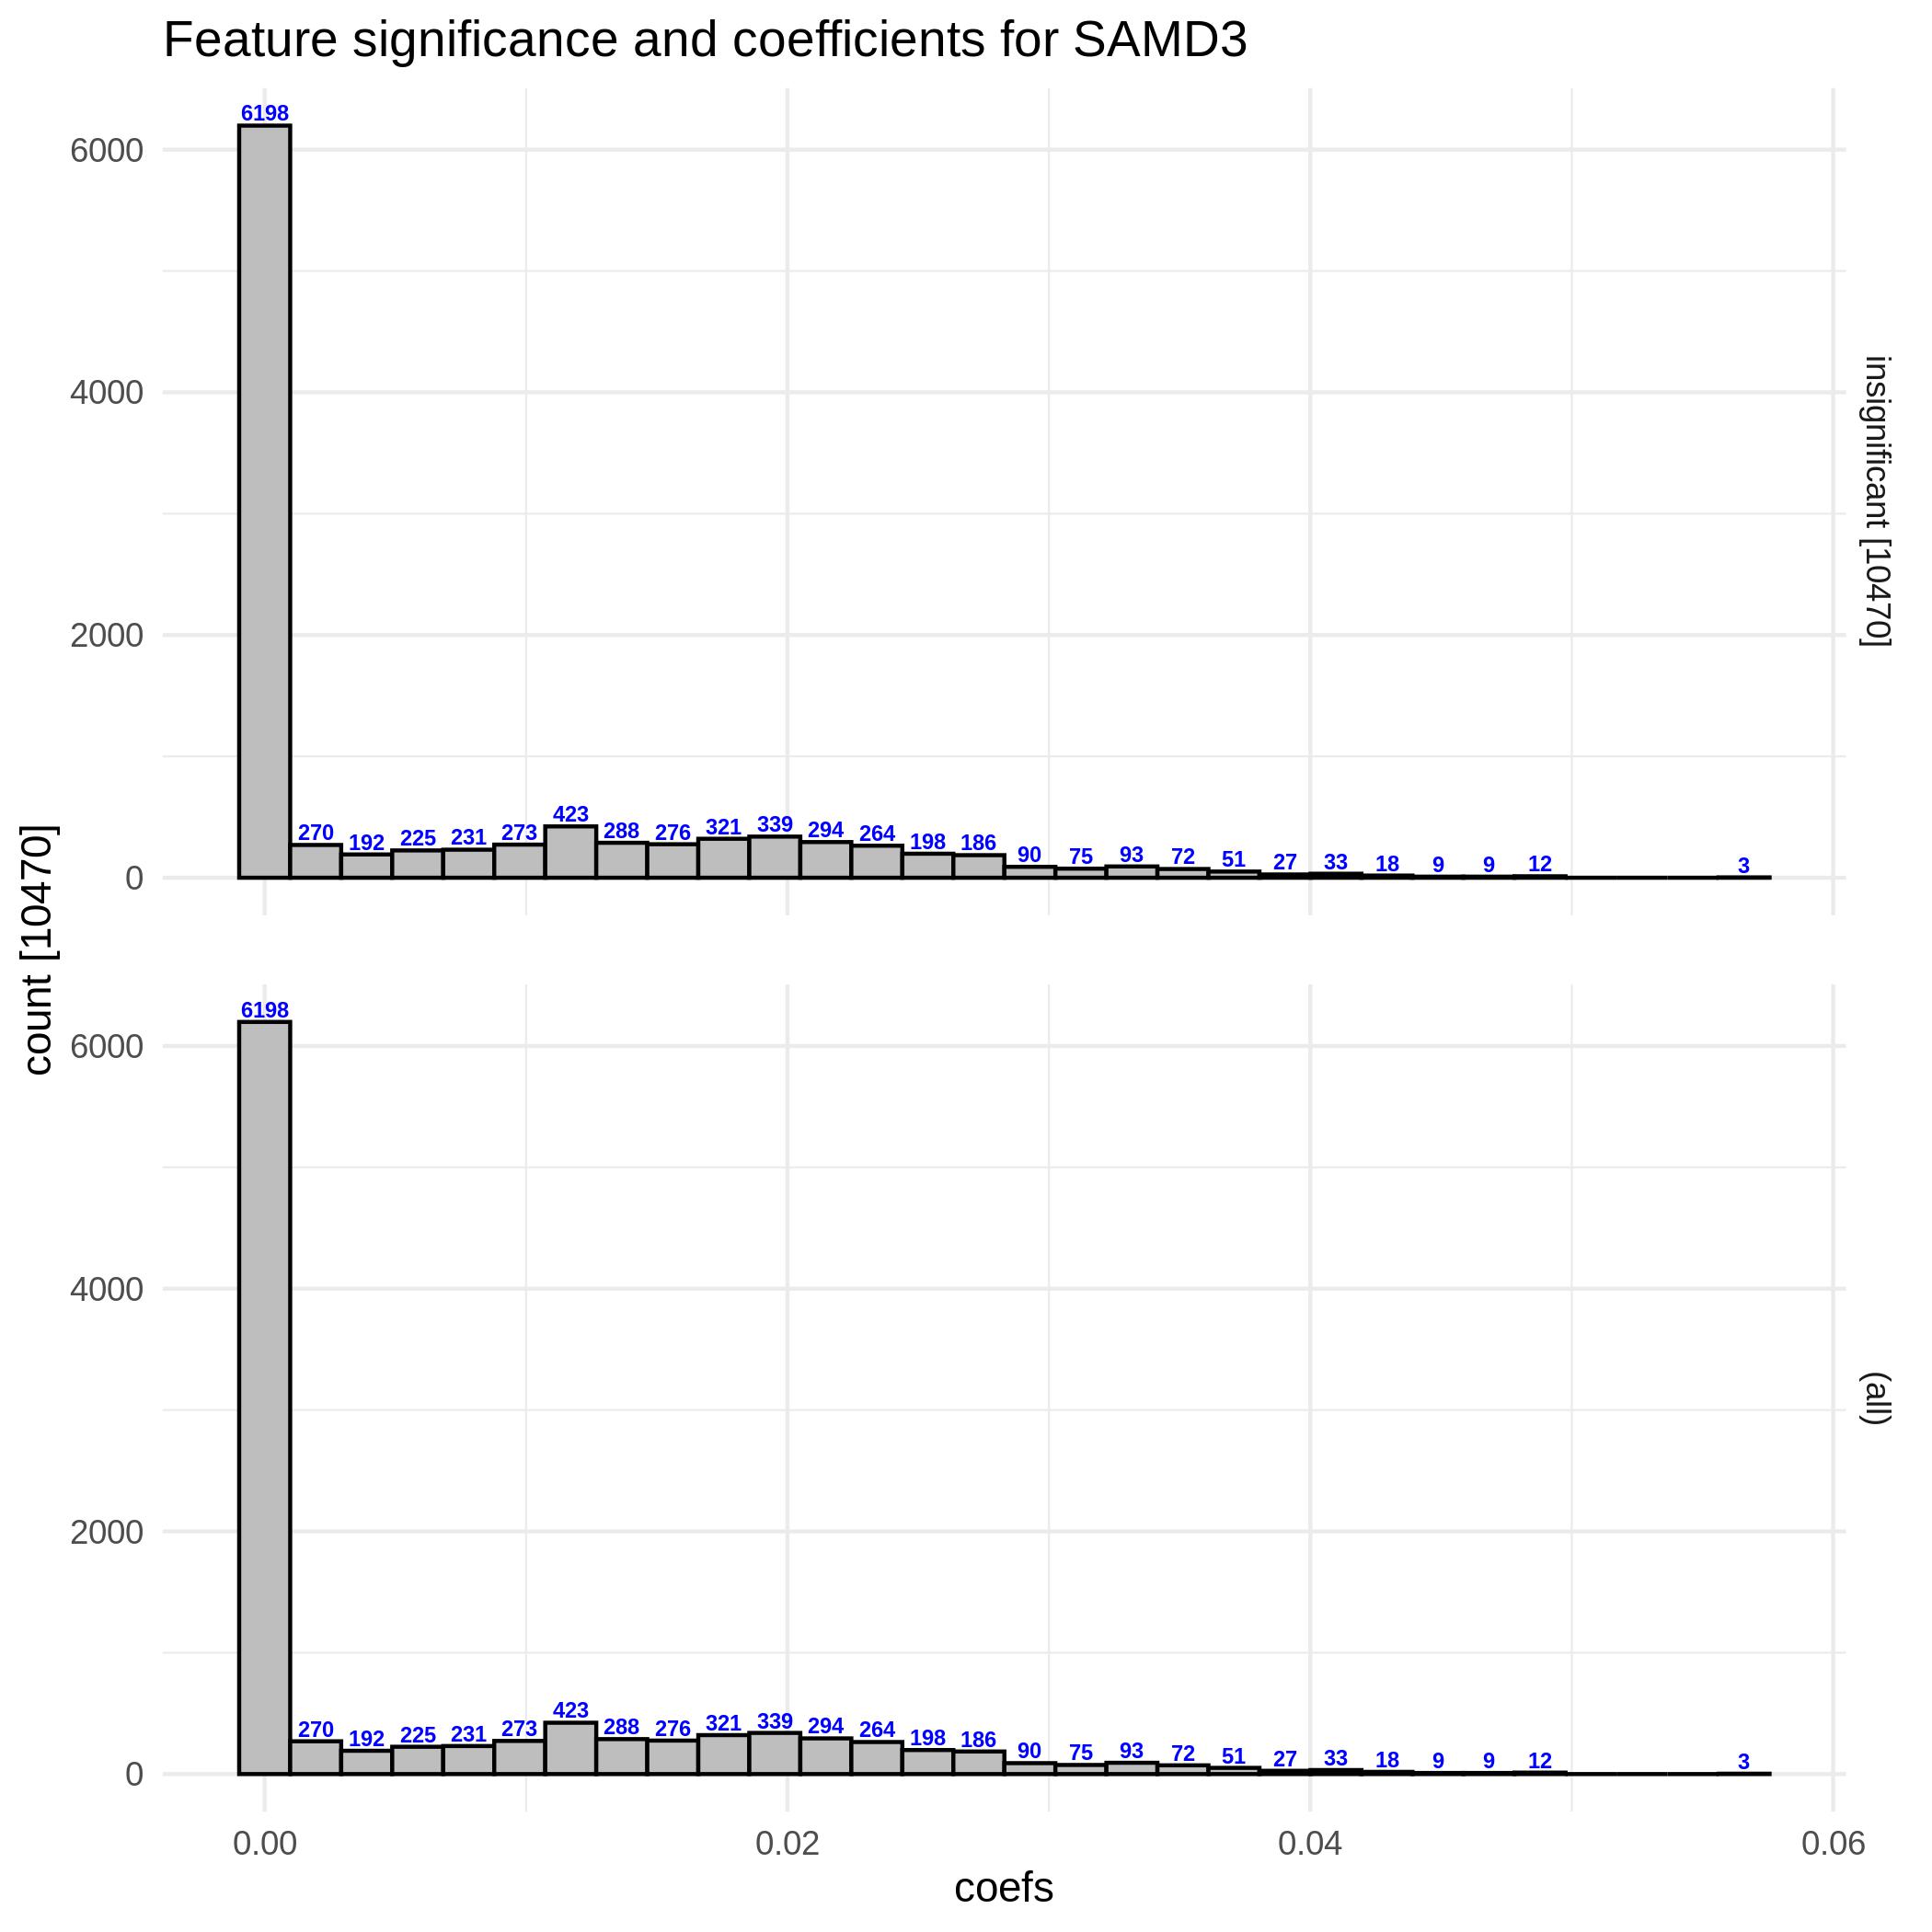 Feature significance and coefficients for SAMD3
count [10470]
6000
4000
2000
0
6198
270 192 225 231 273 423 288 276 321 339 294 264 198 186 90 75 93 72 51 27 33 18 9 9 12 3
insignificant [10470]
6000
4000
2000
0
6198
270 192 225 231 273 423 288 276 321 339 294 264 198 186 90 75 93 72 51 27 33 18 9 9 12 3
(all)
0.00 0.02 0.04 0.06
coefs